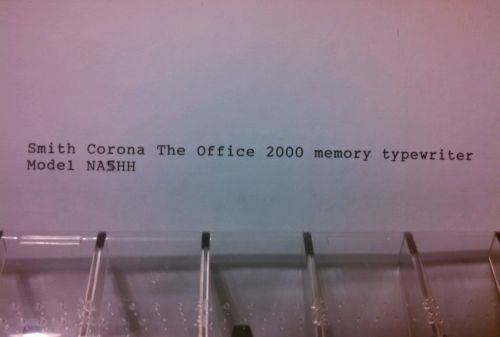 Smith Corona The Office 2000 memory typewriter
Model NA5HH